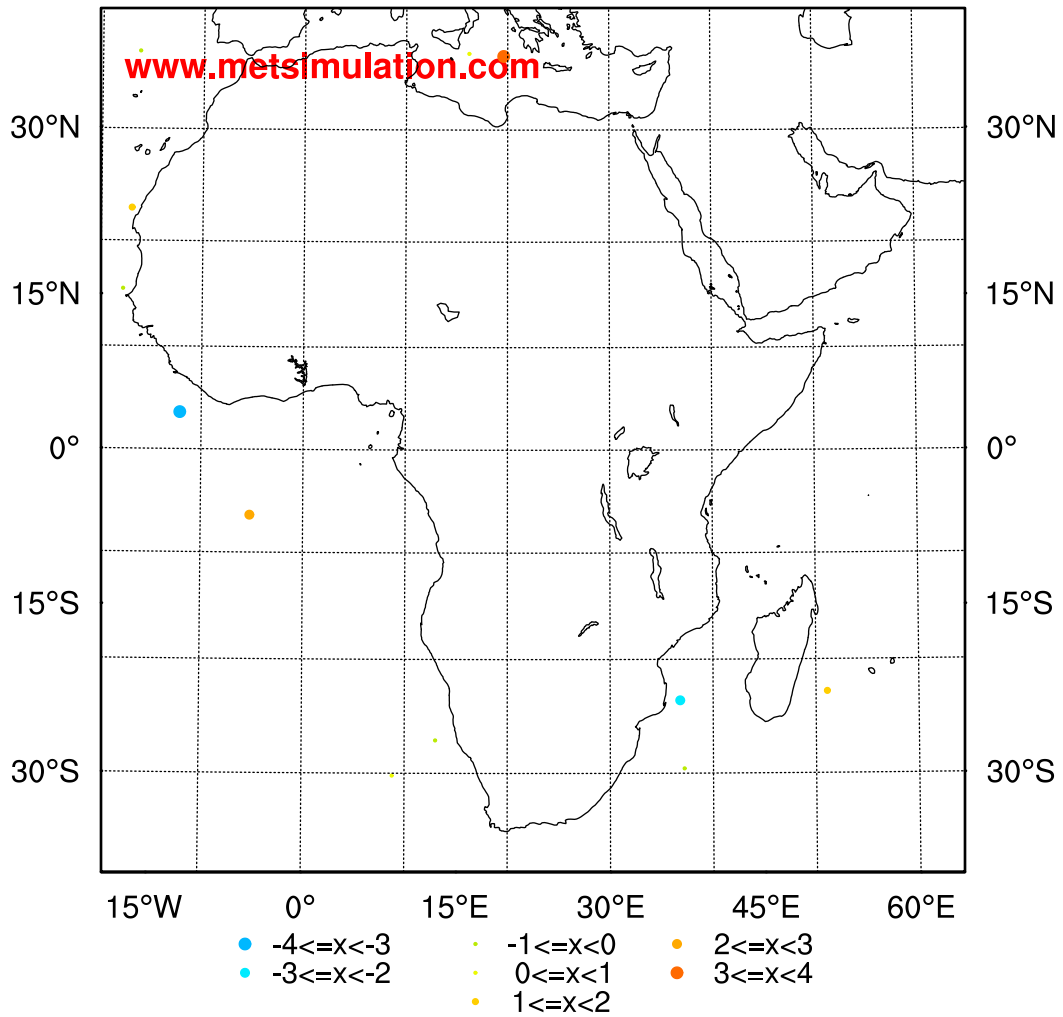 www.metsimulation.com
30°N 30°N
15°N 15°N
0° 0°
15°S 15°S
30°S 30°S
15°W 0° 15°E 30°E 45°E 60°E
-4<=x<-3 -1<=x<0 2<=x<3
-3<=x<-2 0<=x<1 3<=x<4
1<=x<2